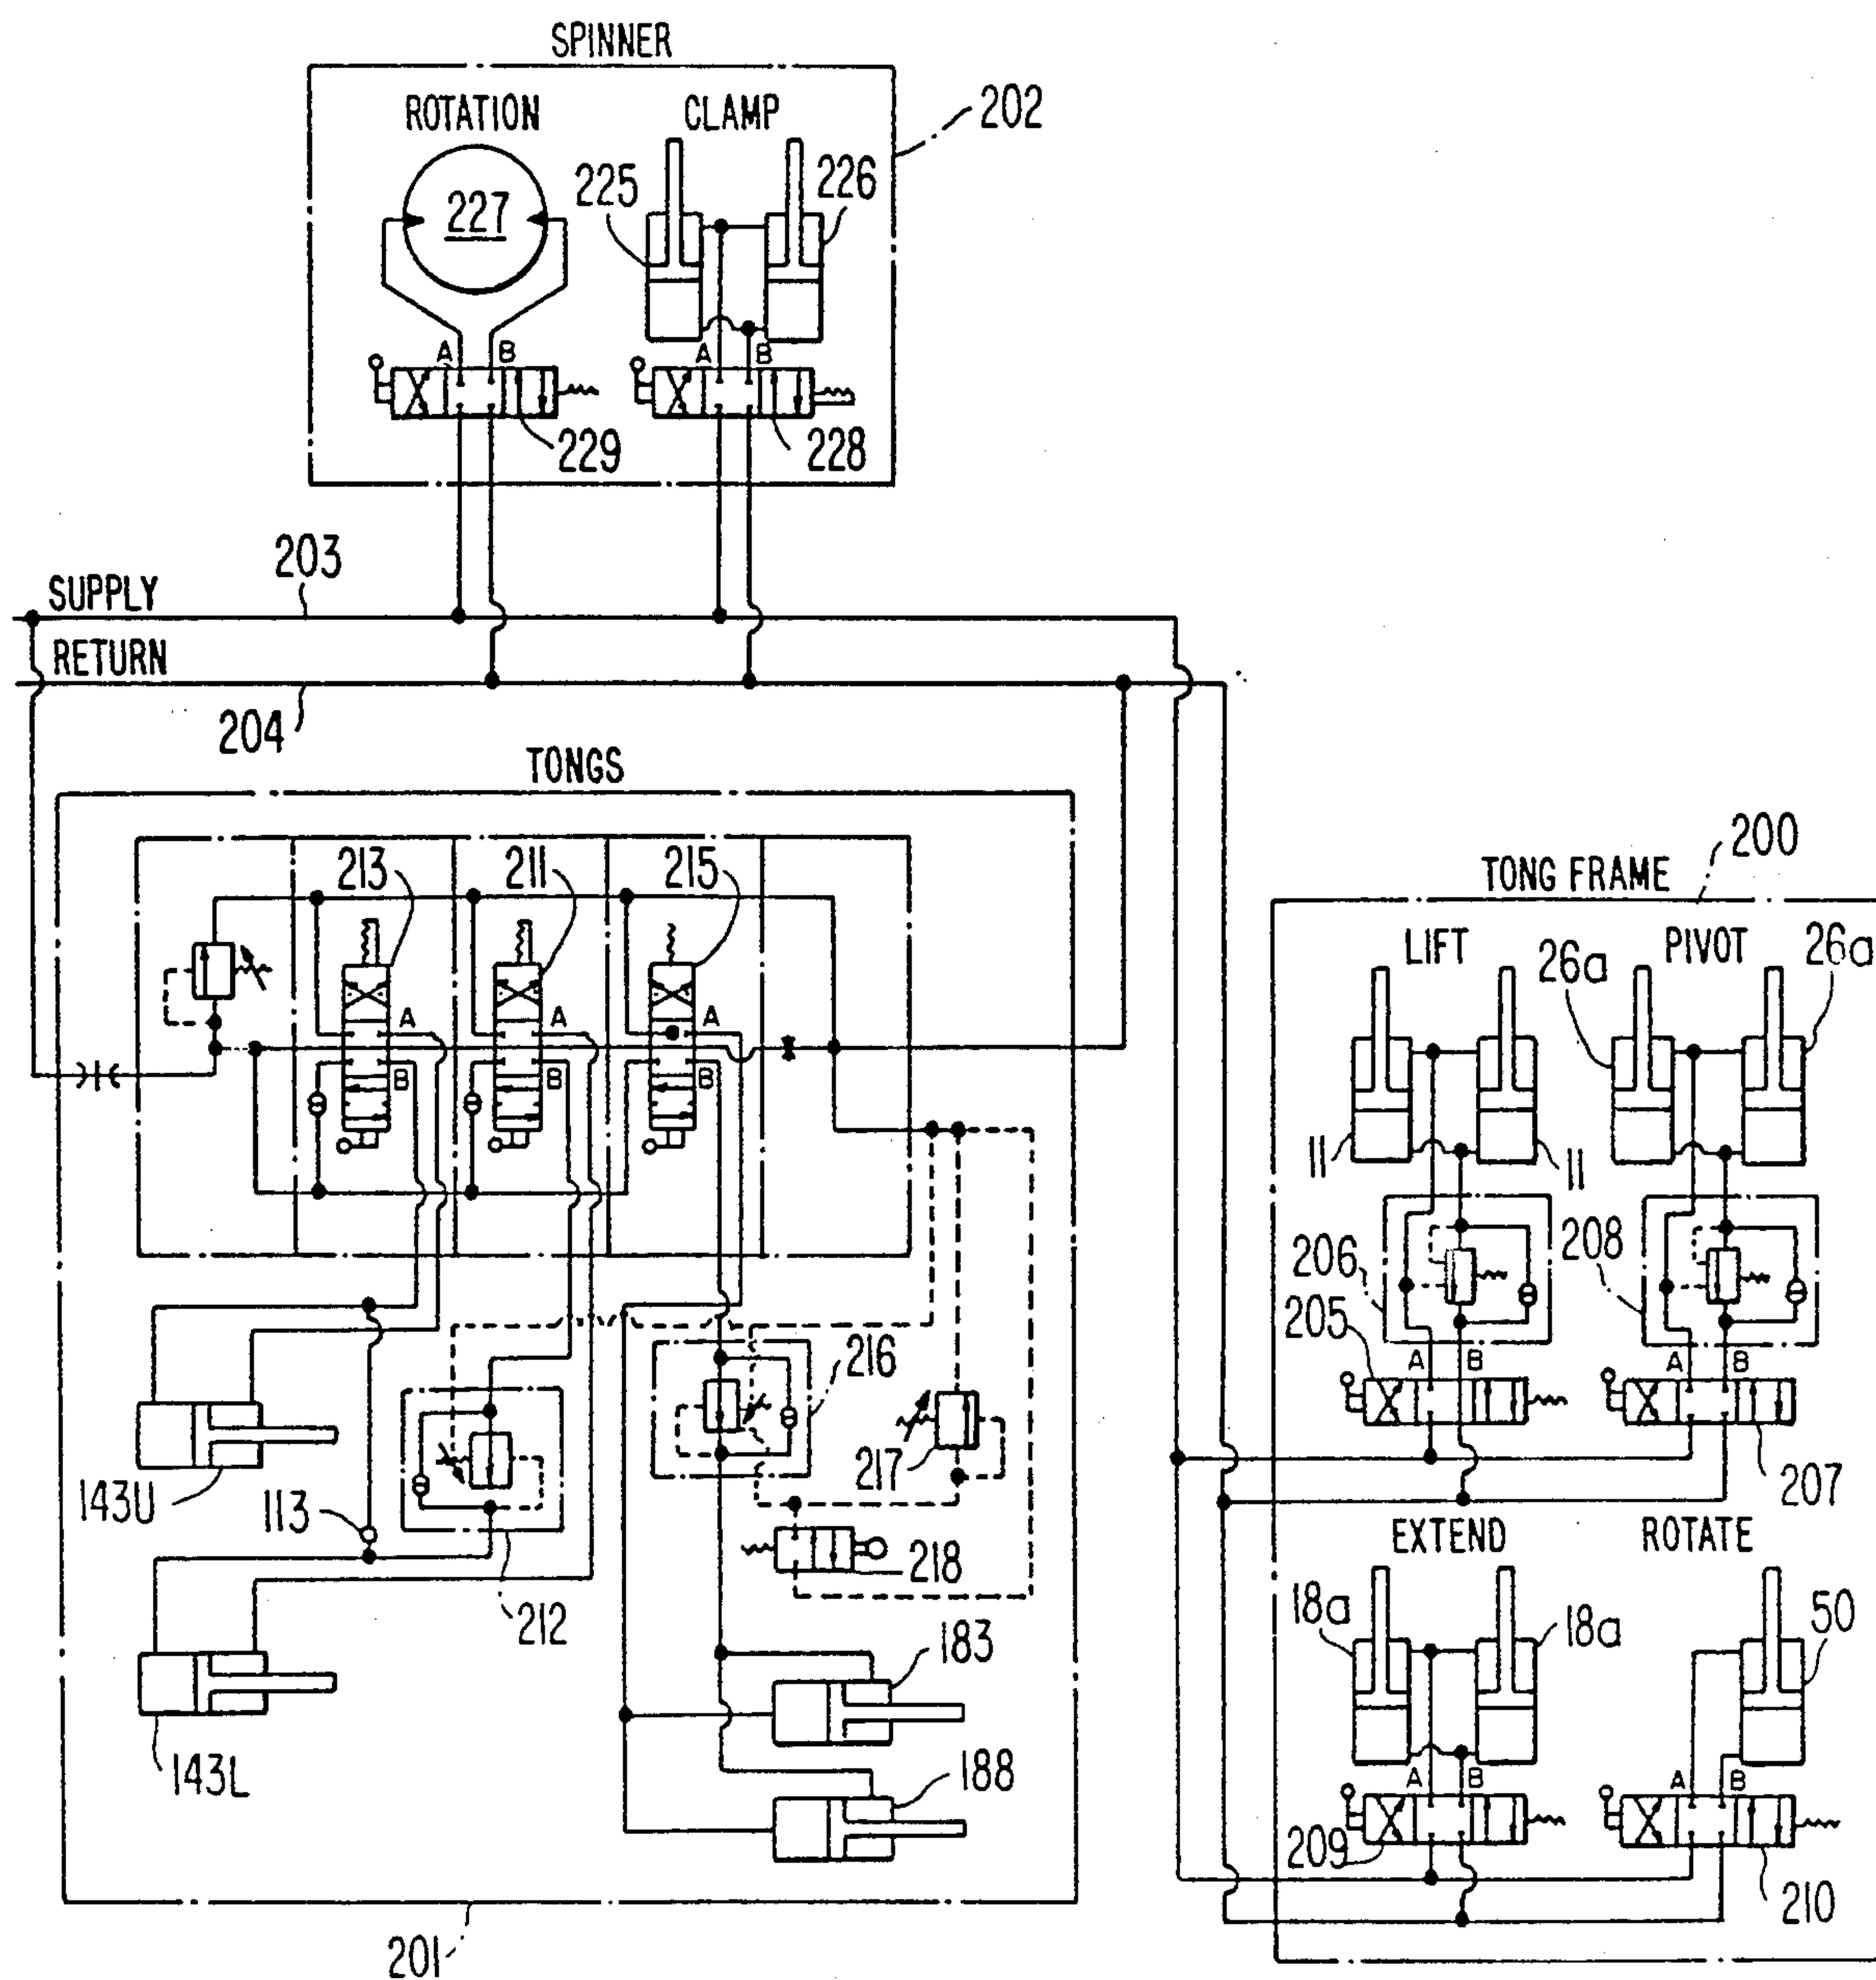 SPINNER
ROTATION
CLAMP
202
225
226
227
A
B
A
B
229
228
203
SUPPLY
RETURN
204
TONGS
213
211
215
A
A
A
B
B
B
200
TONG FRAME
LIFT
PIVOT
26a
26a
11
11
206
208
205
A
B
A
B
207
216
217
218
143U
113
212
143L
183
188
EXTEND
ROTATE
18a
18a
50
A
B
A
B
209
210
201